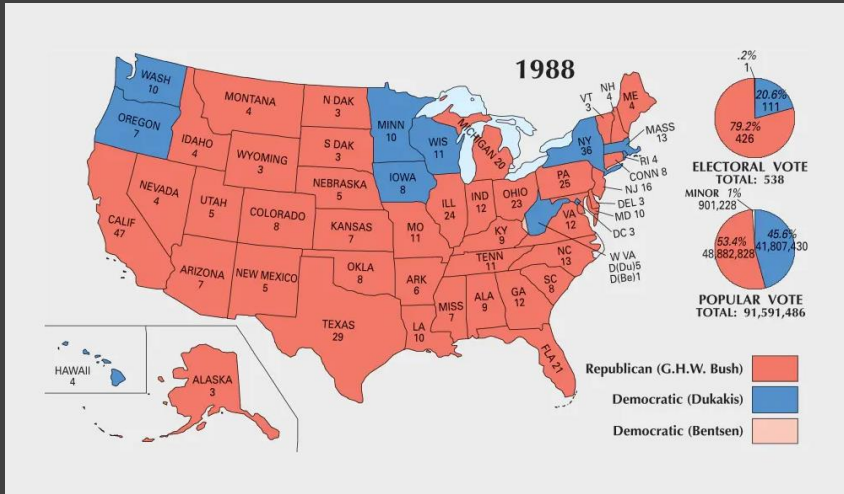 1988
WASH
10
OREGON
7
CALIF
47
NEVADA
4
IDAHO
4
MONTANA
4
WYOMING
3
UTAH
5
COLORADO
8
ARIZONA
7
NEW MEXICO
5
N DAK
3
S DAK
3
NEBRASKA
5
KANSAS
7
OKLA
8
TEXAS
29
MINN
10
IOWA
8
MO
11
ARK
6
LA
10
WIS
11
ILL
24
MICHIGAN 20
IND
12
OHIO
23
KY
9
TENN
11
MISS
7
ALA
9
GA
12
FLA 21
SC
8
NC
13
VA
12
W VA
D(Du)5
D(Be)1
PA
25
NY
36
VT
3
NH
4
ME
4
MASS
13
RI 4
CONN 8
NJ 16
DEL 3
MD 10
DC 3
HAWAII
4
ALASKA
3
.2%
1
20.6%
111
79.2%
426
ELECTORAL VOTE
TOTAL: 538
MINOR 1%
901,228
45.6%
41,807,430
53.4%
48,882,828
POPULAR VOTE
TOTAL: 91,591,486
Republican (G.H.W. Bush)
Democratic (Dukakis)
Democratic (Bentsen)